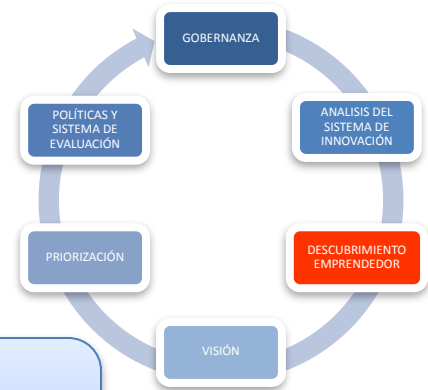 GOBERNANZA
ANALISIS DEL
SISTEMA DE
INNOVACIÓN
DESCUBRIMIENTO
EMPRENDEDOR
VISIÓN
PRIORIZACIÓN
POLÍTICAS Y
SISTEMA DE
EVALUACIÓN